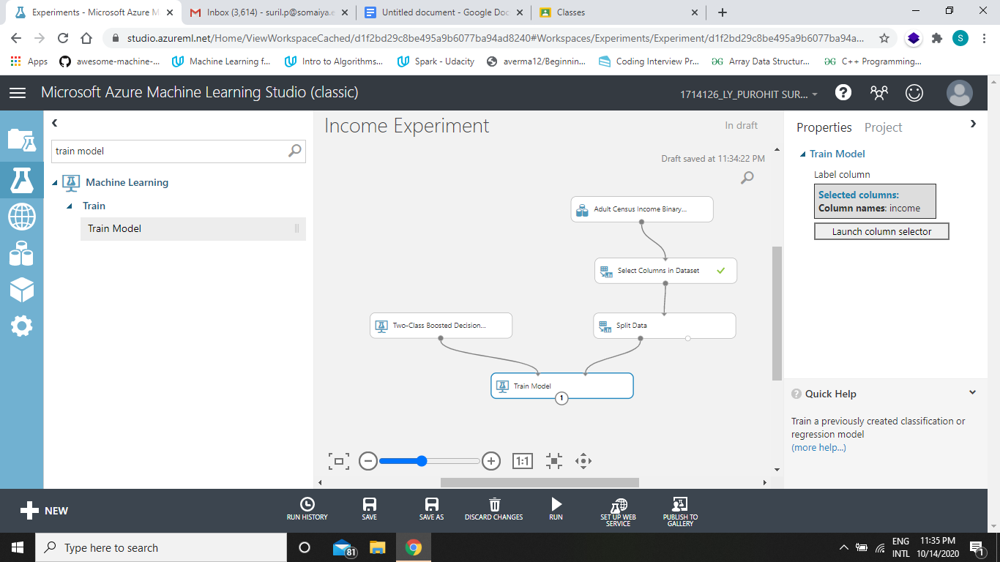 Experiments - Microsoft Azure M
Inbox (3,614) - suril.p@somaiya.e
Untitled document - Google Doc
Classes
studio.azureml.net/Home/ViewWorkspaceCached/d1f2bd29c8be495a9b6077ba94ad8240#Workspaces/Experiments/Experiment/d1f2bd29c8be495a9b6077ba94a...
S
Apps
awesome-machine-...
Machine Learning f...
Intro to Algorithms...
Spark - Udacity
averma12/Beginnin...
Coding Interview Pr...
Array Data Structur...
C++ Programming...
Microsoft Azure Machine Learning Studio (classic)
1714126_LY_PUROHIT SUR...
train model
Machine Learning
Train
Train Model
Income Experiment
In draft
Draft saved at 11:34:22 PM
Adult Census Income Binary...
Select Columns in Dataset
Two-Class Boosted Decision...
Split Data
Train Model
1
1:1
Properties Project
Train Model
Label column
Selected columns:
Column names: income
Launch column selector
? Quick Help
Train a previously created classification or
regression model
(more help...)
NEW
RUN HISTORY
SAVE
SAVE AS
DISCARD CHANGES
RUN
SET UP WEB
SERVICE
PUBLISH TO
GALLERY
Type here to search
81
ENG
INTL
11:35 PM
10/14/2020
1